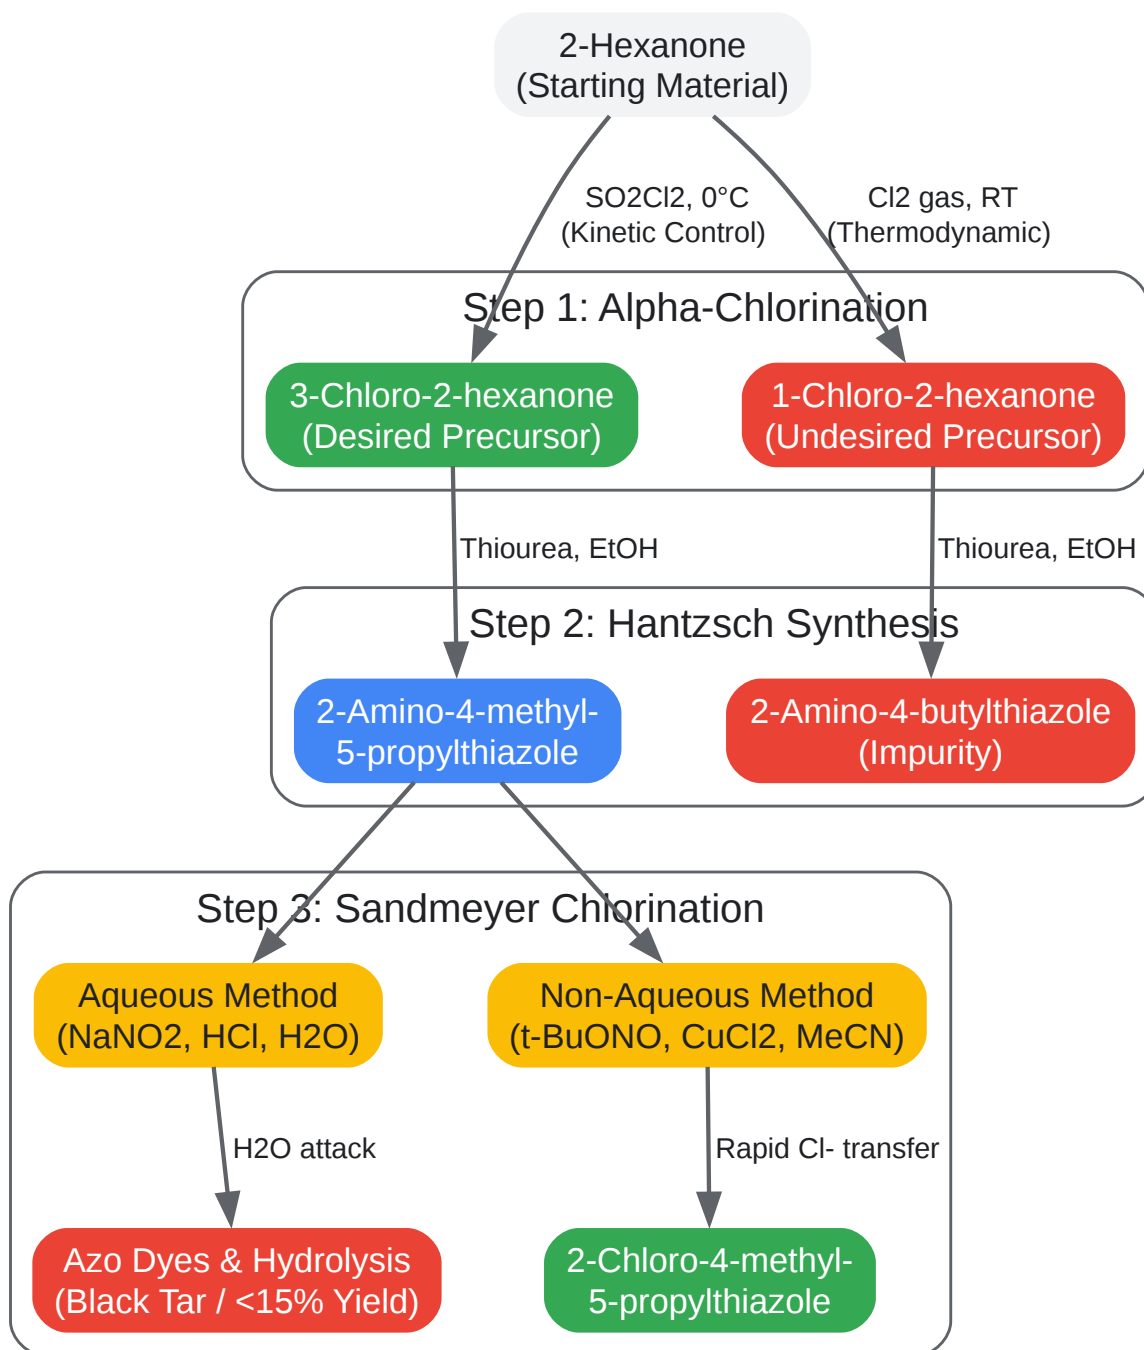 2-Hexanone
(Starting Material)
SO2Cl2, 0°C
(Kinetic Control)
Cl2 gas, RT
(Thermodynamic)
Step 1: Alpha-Chlorination
3-Chloro-2-hexanone
(Desired Precursor)
1-Chloro-2-hexanone
(Undesired Precursor)
Thiourea, EtOH
Thiourea, EtOH
Step 2: Hantzsch Synthesis
2-Amino-4-methyl-
5-propylthiazole
2-Amino-4-butylthiazole
(Impurity)
Step 3: Sandmeyer Chlorination
Aqueous Method
(NaNO2, HCl, H2O)
Non-Aqueous Method
(t-BuONO, CuCl2, MeCN)
H2O attack
Rapid Cl- transfer
Azo Dyes & Hydrolysis
(Black Tar / <15% Yield)
2-Chloro-4-methyl-
5-propylthiazole